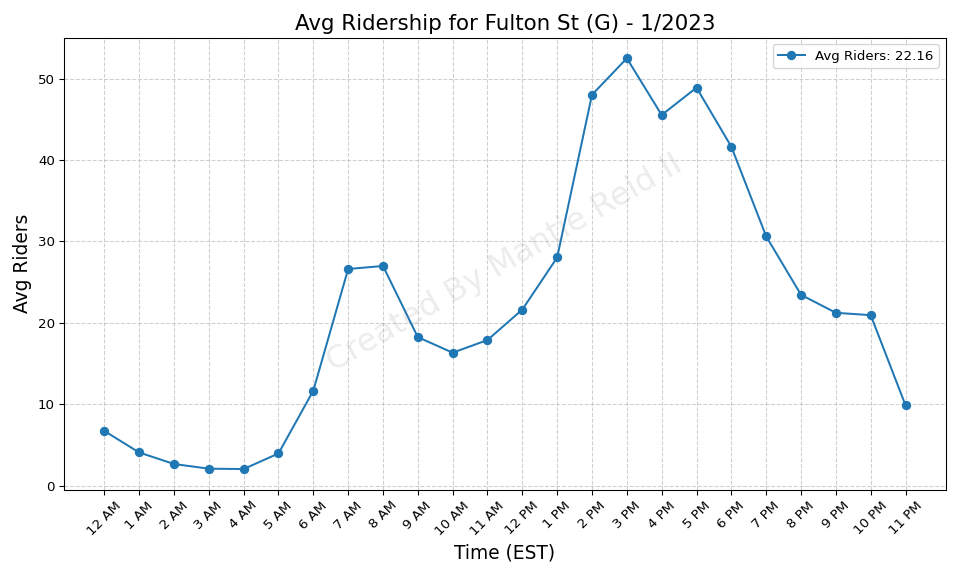 Avg Ridership for Fulton St (G) - 1/2023
Avg Riders: 22.16
Avg Riders
50
40
30
20
10
0
Created By Mantie Reid II
12 AM
1 AM
2 AM
3 AM
4 AM
5 AM
6 AM
7 AM
8 AM
9 AM
10 AM
11 AM
12 PM
1 PM
2 PM
3 PM
4 PM
5 PM
6 PM
7 PM
8 PM
9 PM
10 PM
11 PM
Time (EST)